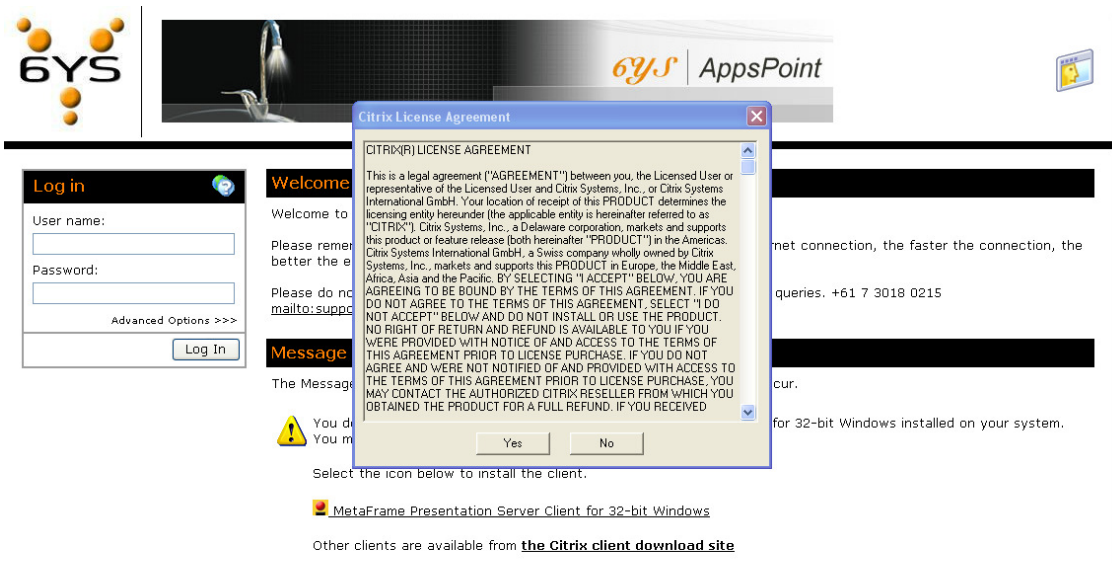 6YS
6YS AppsPoint
Citrix License Agreement
CITRIX(R) LICENSE AGREEMENT
This is a legal agreement ("AGREEMENT") between you, the Licensed User or
representative of the Licensed User and Citrix Systems, Inc., or Citrix Systems
International GmbH. Your location of receipt of this PRODUCT determines the
licensing entity hereunder (the applicable entity is hereinafter referred to as
"CITRIX"). Citrix Systems, Inc., a Delaware corporation, markets and supports
this product or feature release (both hereinafter "PRODUCT") in the Americas.
Citrix Systems International GmbH, a Swiss company wholly owned by Citrix
Systems, Inc., markets and supports this PRODUCT in Europe, the Middle East,
Africa, Asia and the Pacific. BY SELECTING "I ACCEPT" BELOW, YOU ARE
AGREEING TO BE BOUND BY THE TERMS OF THIS AGREEMENT. IF YOU
DO NOT AGREE TO THE TERMS OF THIS AGREEMENT, SELECT "I DO
NOT ACCEPT" BELOW AND DO NOT INSTALL OR USE THE PRODUCT.
NO RIGHT OF RETURN AND REFUND IS AVAILABLE TO YOU IF YOU
WERE PROVIDED WITH NOTICE OF AND ACCESS TO THE TERMS OF
THIS AGREEMENT PRIOR TO LICENSE PURCHASE. IF YOU DO NOT
AGREE AND WERE NOT NOTIFIED OF AND PROVIDED WITH ACCESS TO
THE TERMS OF THIS AGREEMENT PRIOR TO LICENSE PURCHASE, YOU
MAY CONTACT THE AUTHORIZED CITRIX RESELLER FROM WHICH YOU
OBTAINED THE PRODUCT FOR A FULL REFUND. IF YOU RECEIVED
Yes No
Log in
User name:
Password:
Advanced Options >>>
Log In
Welcome
Welcome to
Please remer net connection, the faster the connection, the
better the e
Please do no queries. +61 7 3018 0215
mailto:suppo
Message
The Message cur.
You d for 32-bit Windows installed on your system.
You m
Select the icon below to install the client.
MetaFrame Presentation Server Client for 32-bit Windows
Other clients are available from the Citrix client download site